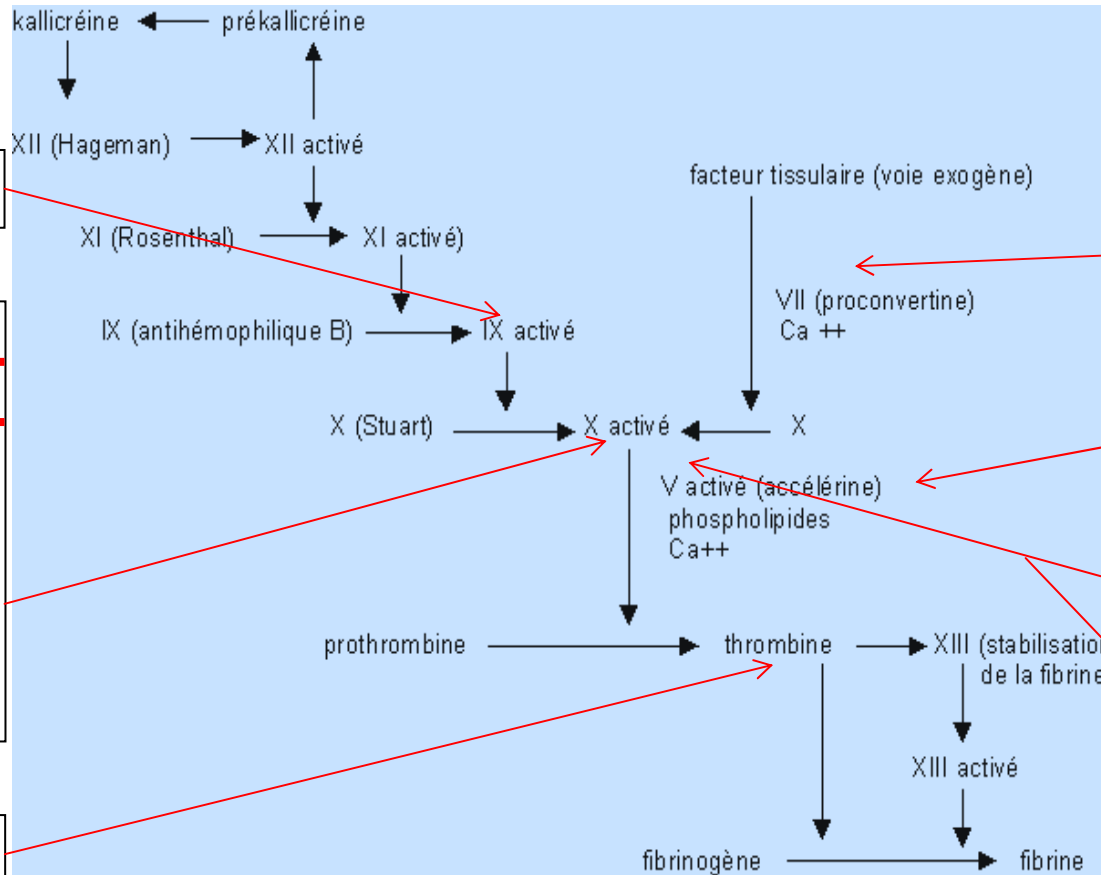 kallicréine prékallicréine
XII (Hageman) XII activé
facteur tissulaire (voie exogène)
XI (Rosenthal) XI activé)
VII (proconvertine)
Ca ++
IX (antihémophilique B) IX activé
X (Stuart) X activé X
V activé (accélérine)
phospholipides
Ca++
prothrombine thrombine XIII (stabilisation
de la fibrine
XIII activé
fibrinogène fibrine